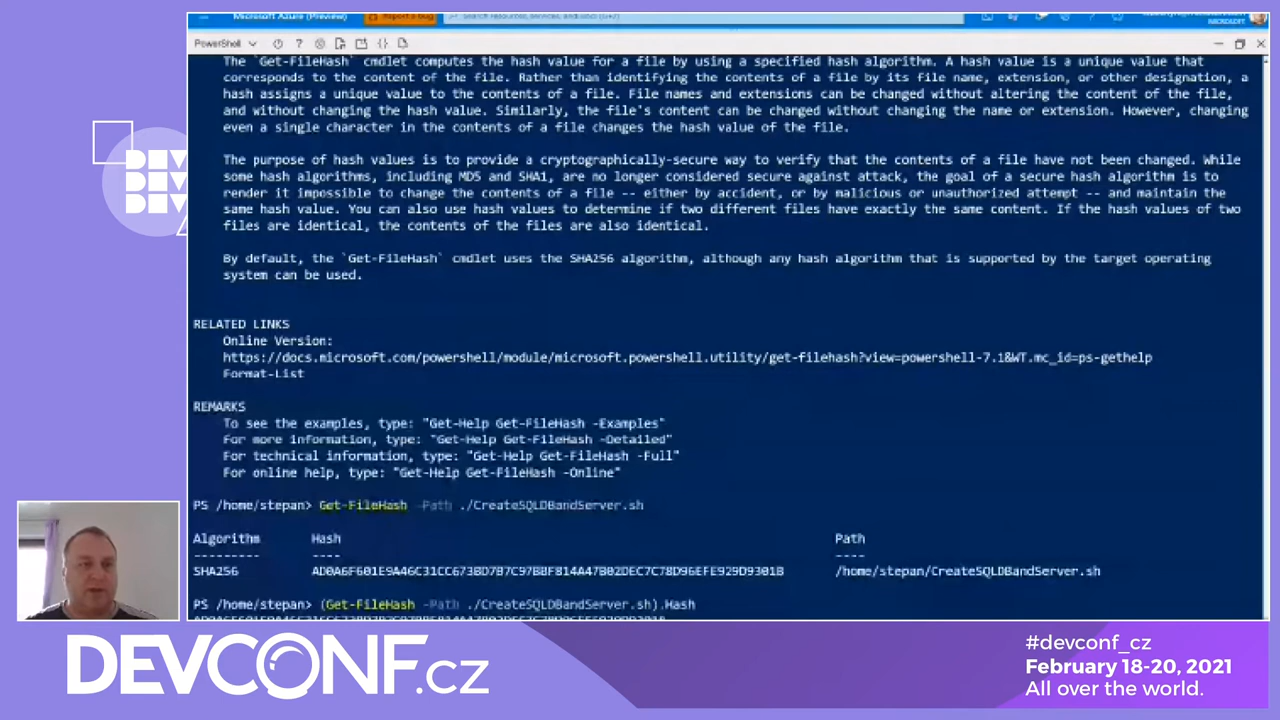 Microsoft Azure (Preview) Report a bug Search resources, services, and docs (G+/)
MICROSOFT
PowerShell
The `Get-FileHash` cmdlet computes the hash value for a file by using a specified hash algorithm. A hash value is a unique value that
corresponds to the content of the file. Rather than identifying the contents of a file by its file name, extension, or other designation, a
hash assigns a unique value to the contents of a file. File names and extensions can be changed without altering the content of the file,
and without changing the hash value. Similarly, the file's content can be changed without changing the name or extension. However, changing
even a single character in the contents of a file changes the hash value of the file.
The purpose of hash values is to provide a cryptographically-secure way to verify that the contents of a file have not been changed. While
some hash algorithms, including MD5 and SHA1, are no longer considered secure against attack, the goal of a secure hash algorithm is to
render it impossible to change the contents of a file -- either by accident, or by malicious or unauthorized attempt -- and maintain the
same hash value. You can also use hash values to determine if two different files have exactly the same content. If the hash values of two
files are identical, the contents of the files are also identical.
By default, the `Get-FileHash` cmdlet uses the SHA256 algorithm, although any hash algorithm that is supported by the target operating
system can be used.
RELATED LINKS
Online Version:
https://docs.microsoft.com/powershell/module/microsoft.powershell.utility/get-filehash?view=powershell-7.1&WT.mc_id=ps-gethelp
Format-List
REMARKS
To see the examples, type: "Get-Help Get-FileHash -Examples"
For more information, type: "Get-Help Get-FileHash -Detailed"
For technical information, type: "Get-Help Get-FileHash -Full"
For online help, type: "Get-Help Get-FileHash -Online"
PS /home/stepan> Get-FileHash -Path ./CreateSQLDBandServer.sh
Algorithm Hash Path
--------- ---- ----
SHA256 /home/stepan/CreateSQLDBandServer.sh
PS /home/stepan> (Get-FileHash -Path ./CreateSQLDBandServer.sh).Hash
DEV
DEV
DEV
DEVCONF.cz
#devconf_cz
February 18-20, 2021
All over the world.